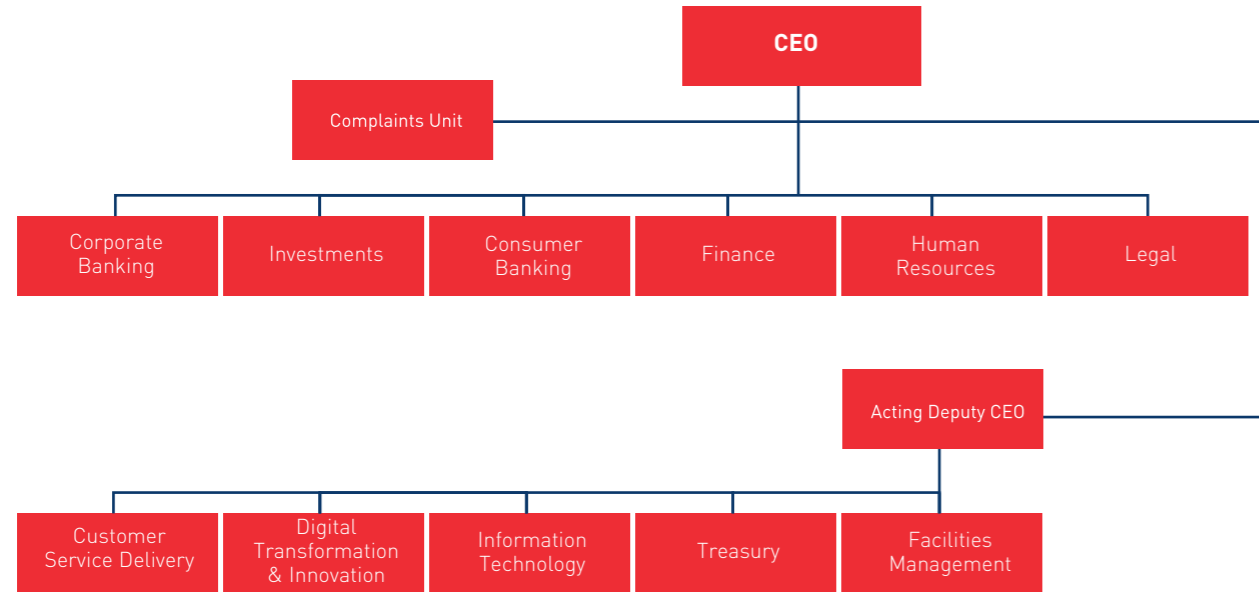 CEO
Complaints Unit
Corporate
Banking
Investments
Consumer
Banking
Finance
Human
Resources
Legal
Acting Deputy CEO
Customer
Service Delivery
Digital
Transformation
& Innovation
Information
Technology
Treasury
Facilities
Management